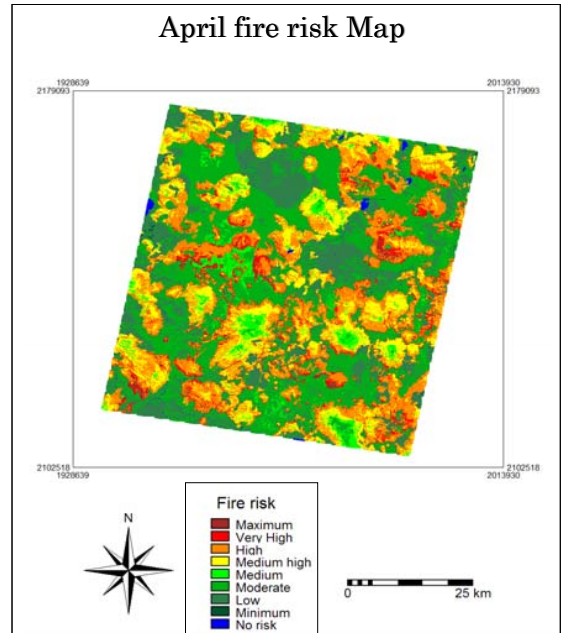 April fire risk Map
1928639
2013930
2179093
2179093
2102518
2102518
1928639
2013930
N
Fire risk
Maximum
Very High
High
Medium high
Medium
Moderate
Low
Minimum
No risk
0
25 km